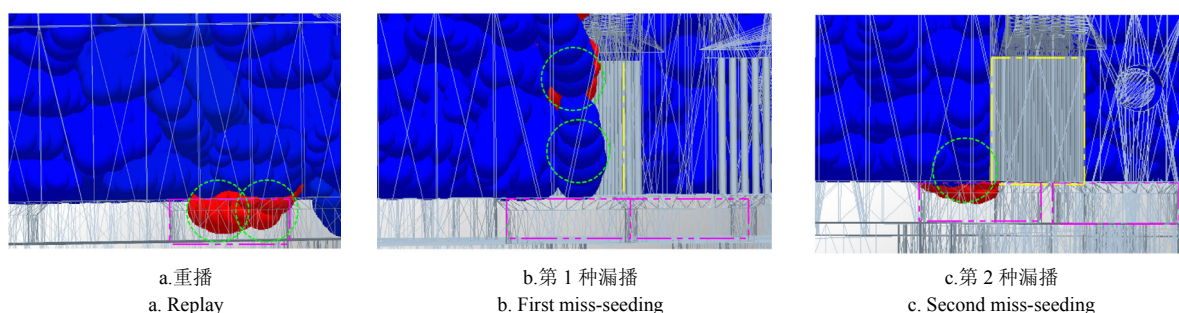 a.重播
a. Replay
b.第 1 种漏播
b. First miss-seeding
c.第 2 种漏播
c. Second miss-seeding